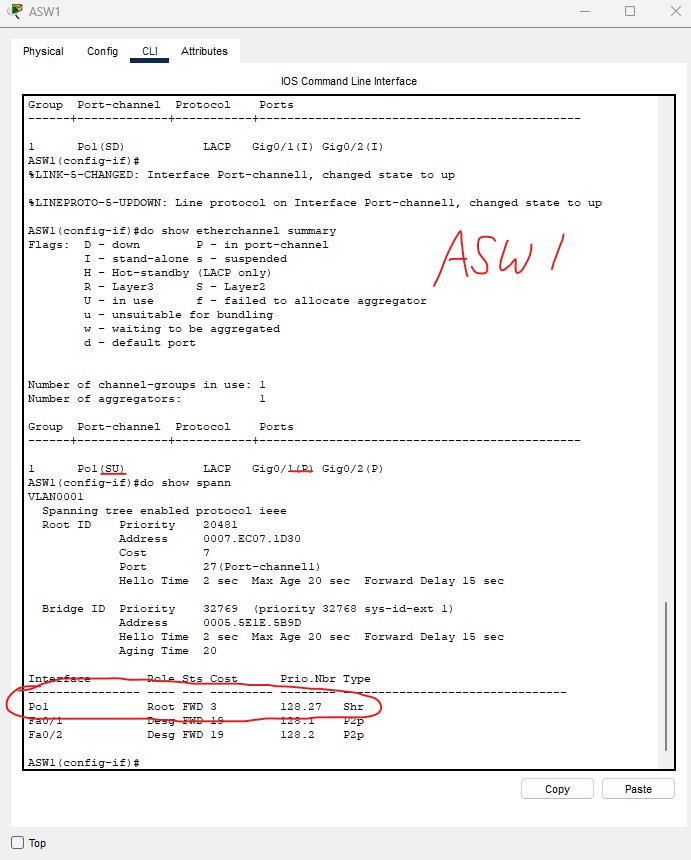 ASW1
Physical Config CLI Attributes
IOS Command Line Interface
Group  Port-channel  Protocol    Ports
------+-------------+-----------+----------------------------------------------
1      Po1(SD)           LACP   Gig0/1(I) Gig0/2(I)
ASW1(config-if)#
%LINK-5-CHANGED: Interface Port-channel1, changed state to up
%LINEPROTO-5-UPDOWN: Line protocol on Interface Port-channel1, changed state to up
ASW1(config-if)#do show etherchannel summary
Flags:  D - down        P - in port-channel
        I - stand-alone s - suspended
        H - Hot-standby (LACP only)
        R - Layer3      S - Layer2
        U - in use      f - failed to allocate aggregator
        u - unsuitable for bundling
        w - waiting to be aggregated
        d - default port
ASW1
Number of channel-groups in use: 1
Number of aggregators:           1
Group  Port-channel  Protocol    Ports
------+-------------+-----------+----------------------------------------------
1      Po1(SU)           LACP   Gig0/1(P) Gig0/2(P)
ASW1(config-if)#do show spann
VLAN0001
  Spanning tree enabled protocol ieee
  Root ID    Priority    20481
             Address     0007.EC07.1D30
             Cost        7
             Port        27(Port-channel1)
             Hello Time  2 sec  Max Age 20 sec  Forward Delay 15 sec
  Bridge ID  Priority    32769  (priority 32768 sys-id-ext 1)
             Address     0005.5E1E.5B9D
             Hello Time  2 sec  Max Age 20 sec  Forward Delay 15 sec
             Aging Time  20
Interface        Role Sts Cost      Prio.Nbr Type
---------------- ---- --- --------- -------- --------------------------------
Po1              Root FWD 3         128.27   Shr
Fa0/1            Desg FWD 19        128.1    P2p
Fa0/2            Desg FWD 19        128.2    P2p
ASW1(config-if)#
Copy Paste
Top